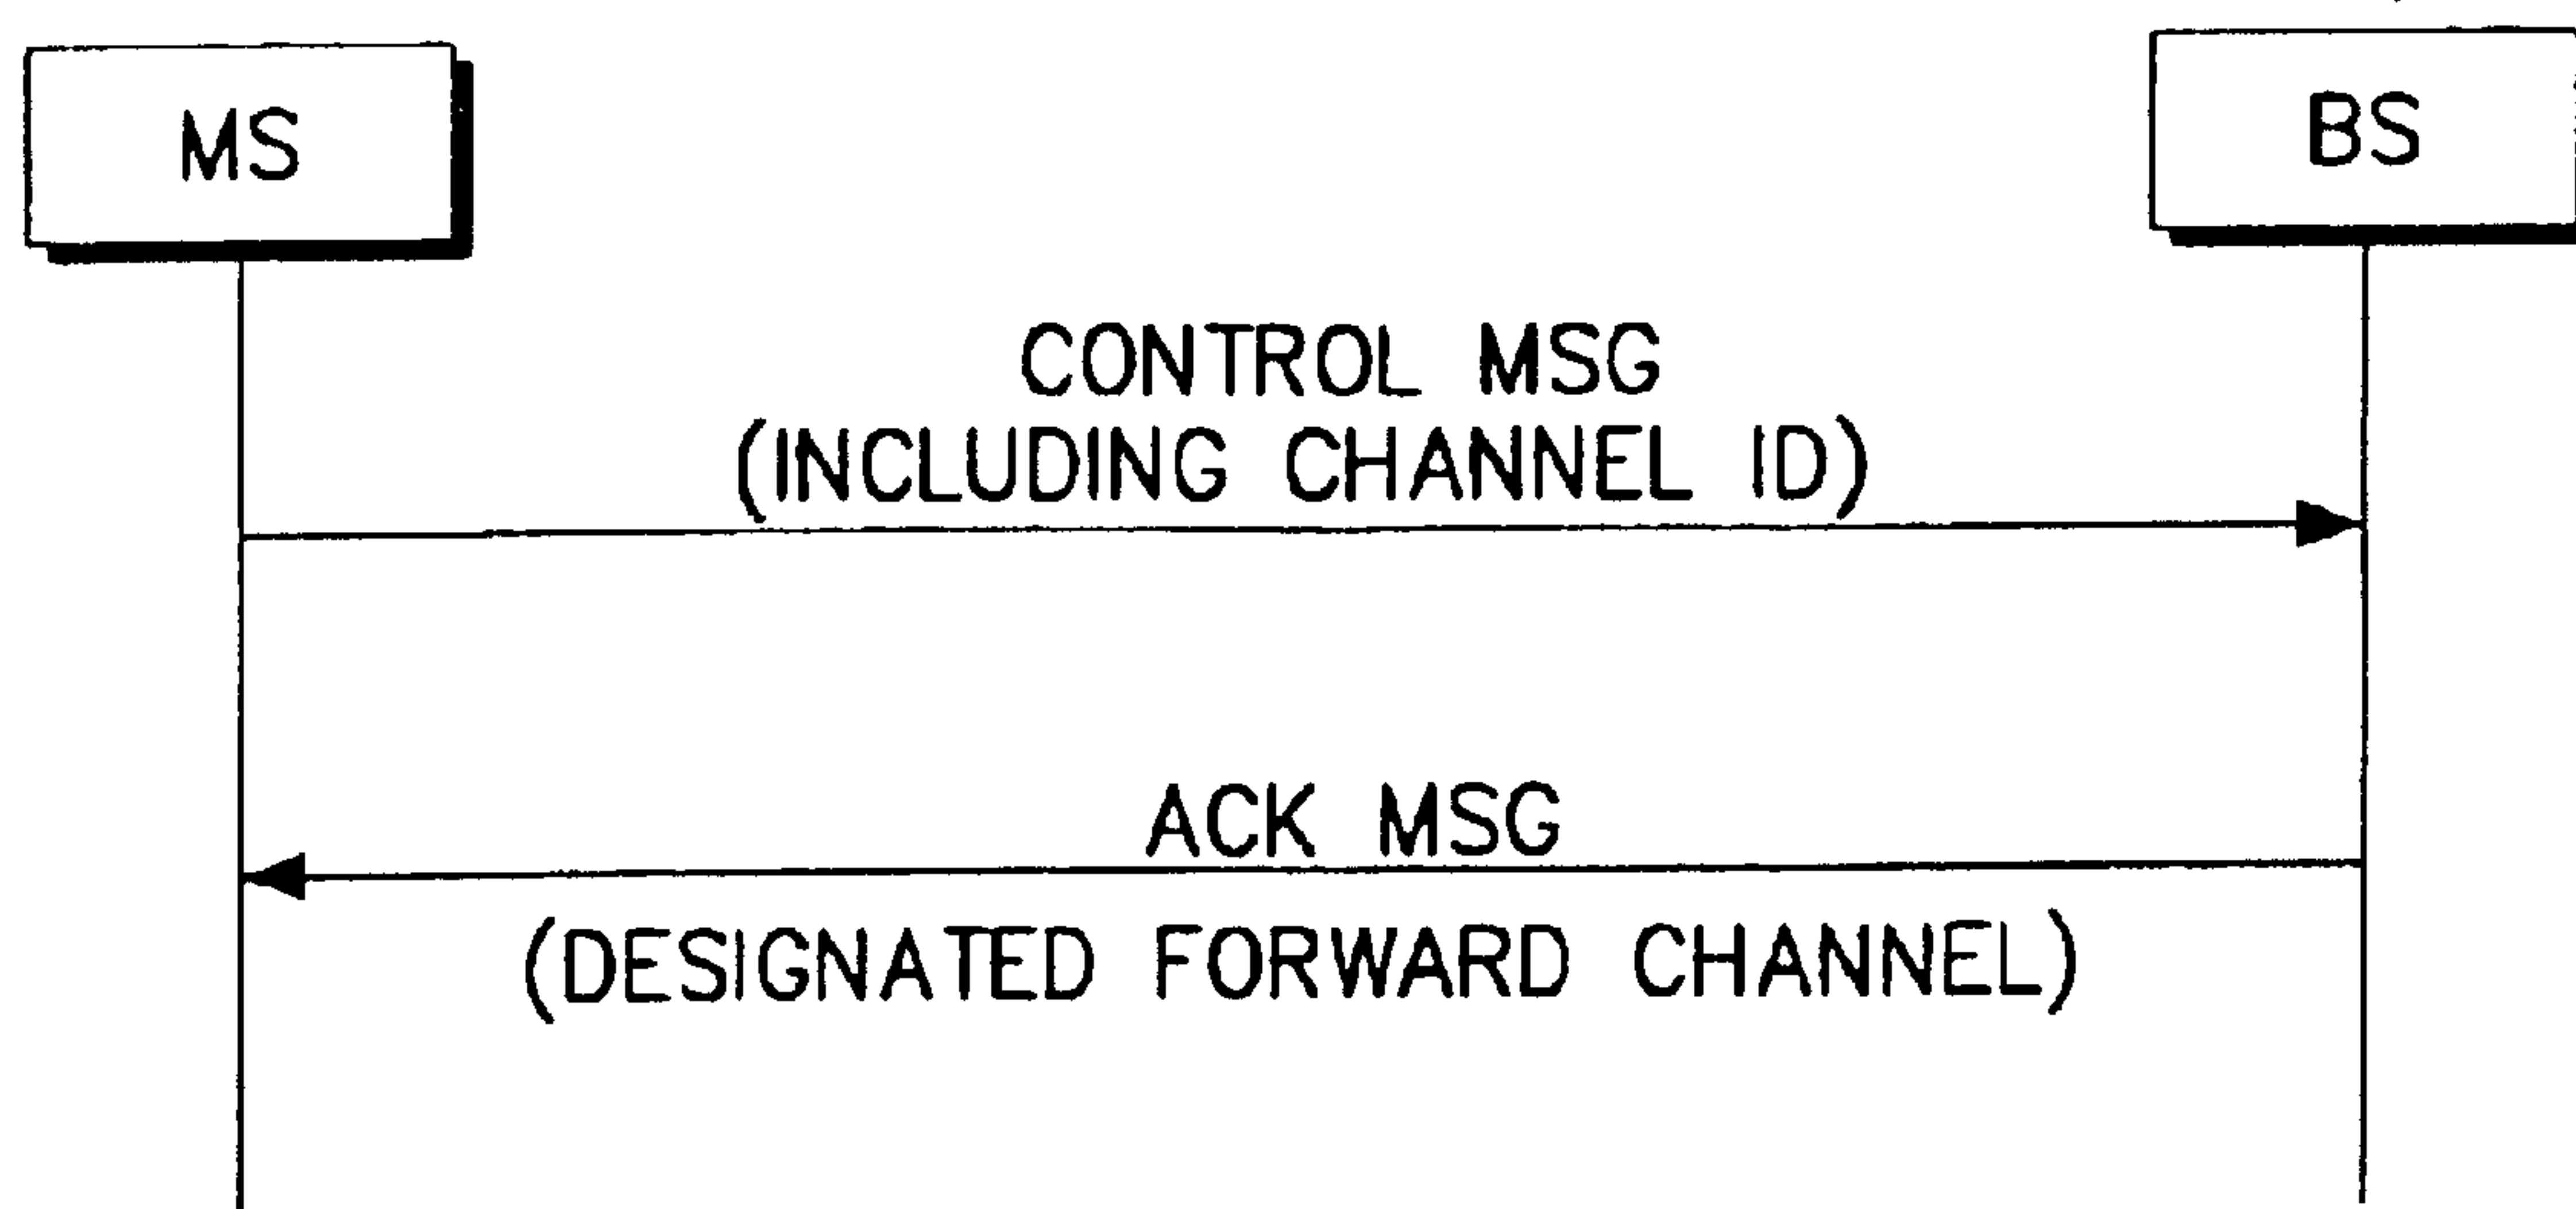 MS
BS
CONTROL MSG
(INCLUDING CHANNEL ID)
ACK MSG
(DESIGNATED FORWARD CHANNEL)